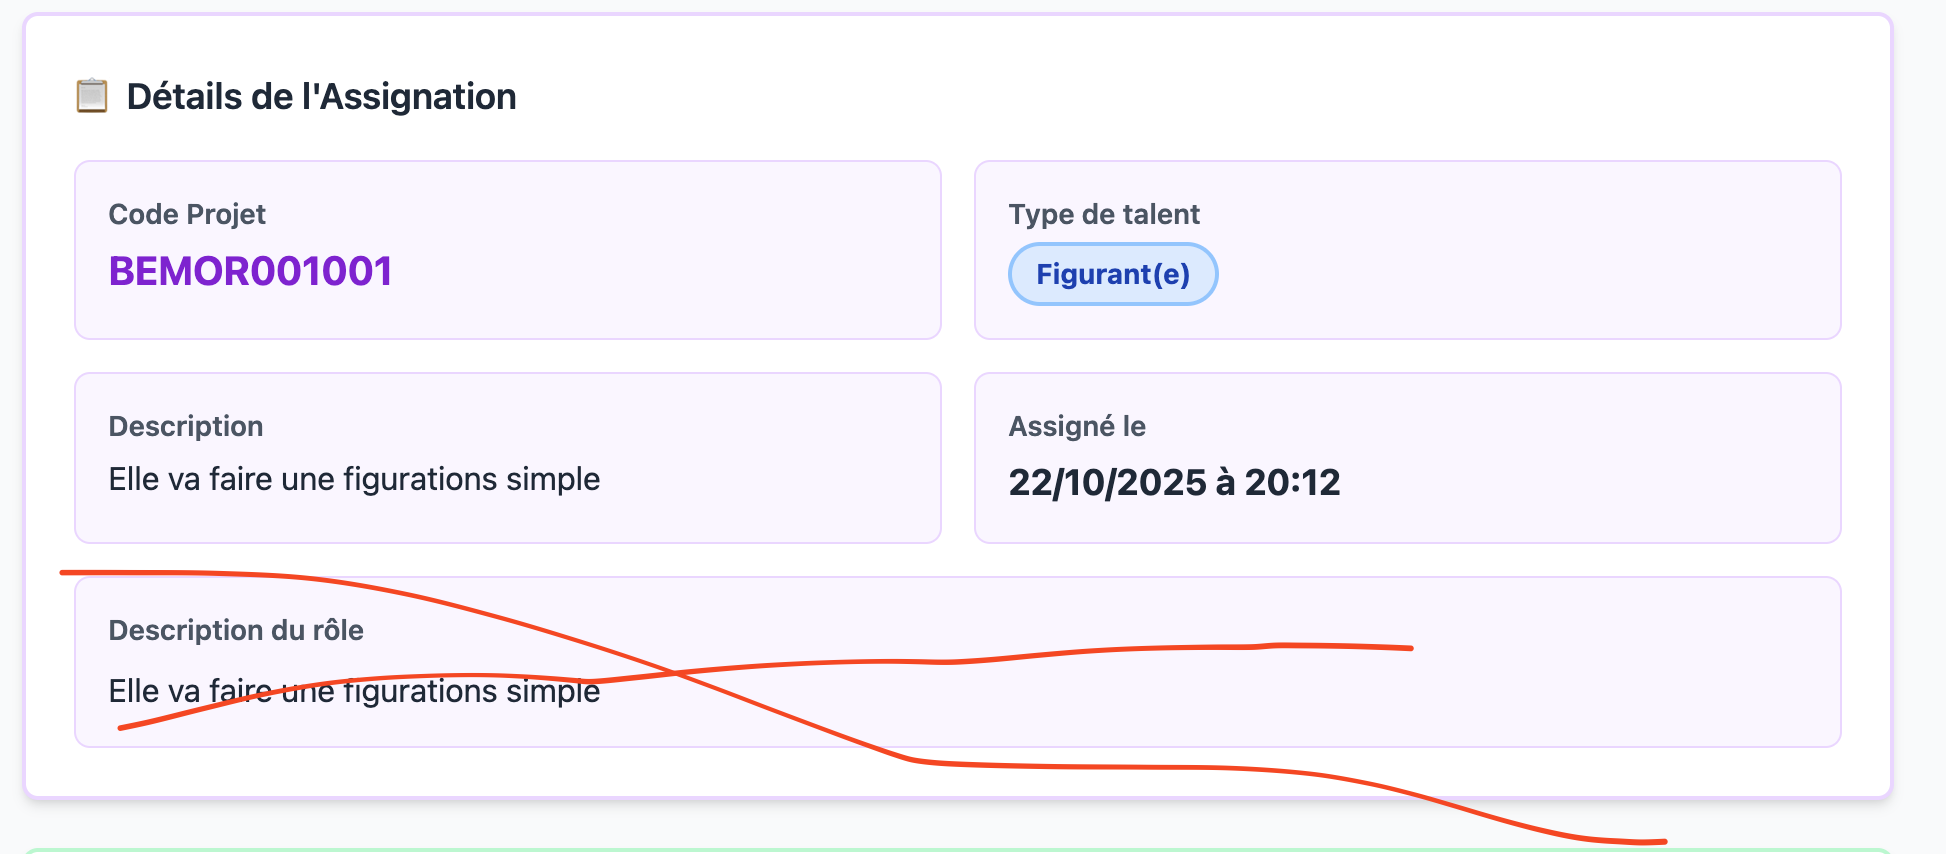 Détails de l'Assignation
Code Projet
BEMOR001001
Type de talent
Figurant(e)
Description
Elle va faire une figurations simple
Assigné le
22/10/2025 à 20:12
Description du rôle
Elle va faire une figurations simple